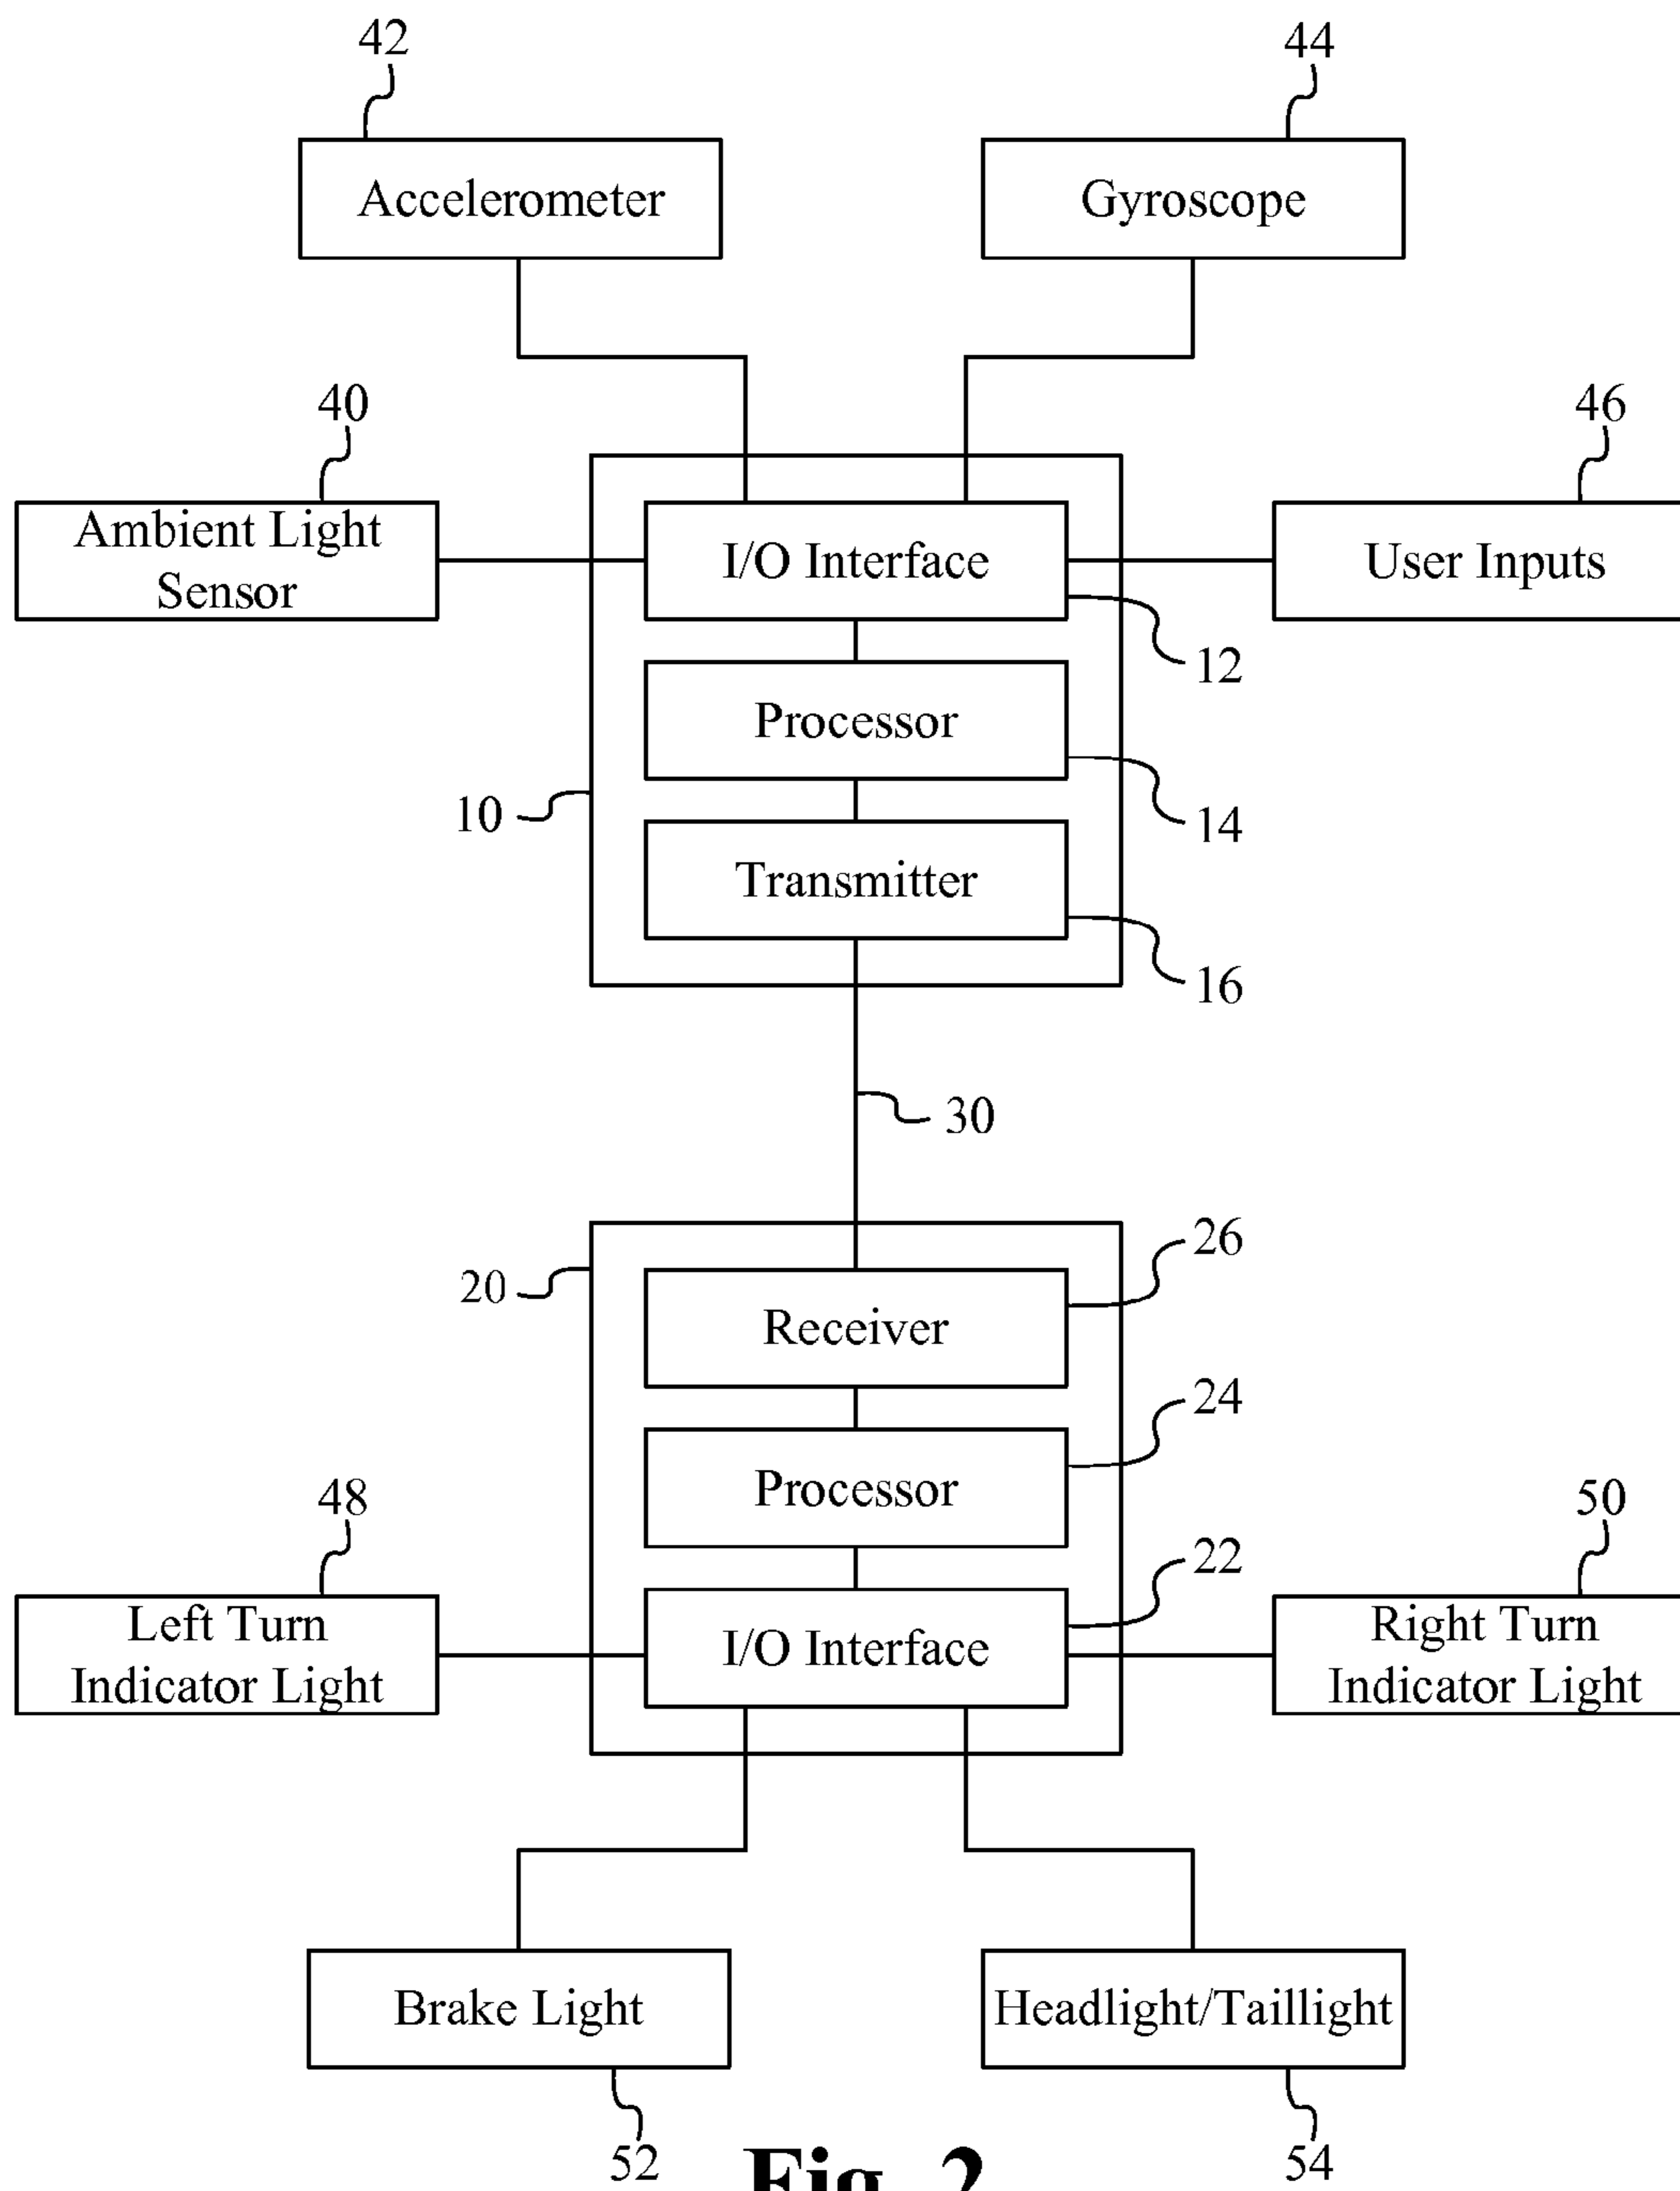 42
44
Accelerometer
Gyroscope
40
46
Ambient Light
Sensor
I/O Interface
User Inputs
12
Processor
10
14
Transmitter
16
30
26
20
Receiver
24
Processor
48
50
22
Left Turn
Indicator Light
I/O Interface
Right Turn
Indicator Light
Brake Light
Headlight/Taillight
52
54
Fig. 2